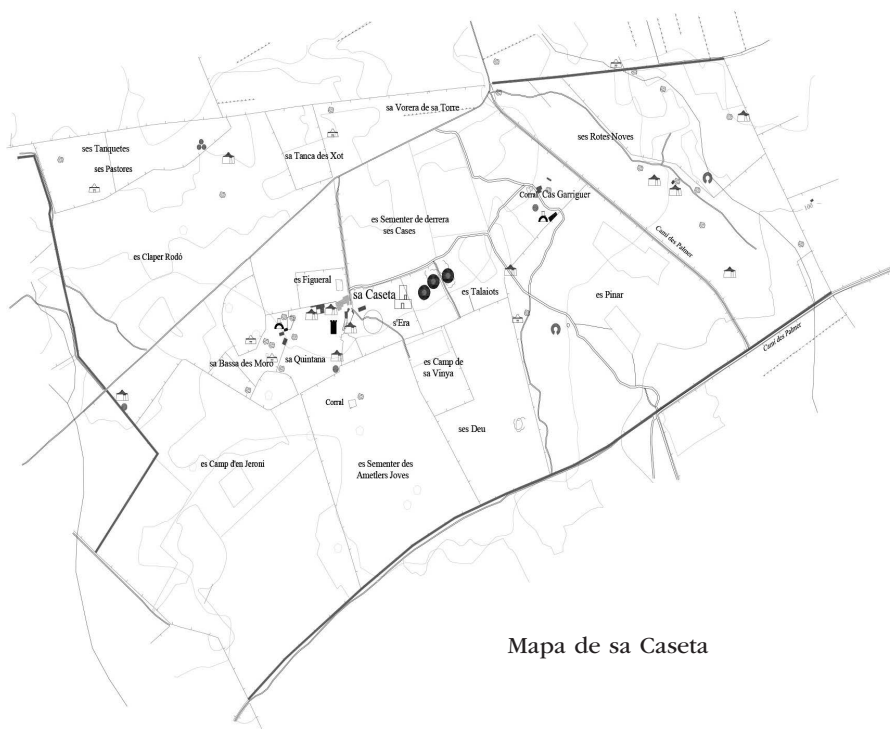 sa Vorera de sa Torre
ses Tanquetes
ses Pastores
sa Tanca des Xot
ses Rotes Noves
Corral
Cas Garriguer
100
es Sementer de derrera
ses Cases
Camí des Palmer
es Claper Rodó
es Figueral
sa Caseta
es Talaiots
es Pinar
s'Era
Camí des Palmer
sa Bassa des Moro
sa Quintana
es Camp de
sa Vinya
Corral
ses Deu
es Camp d'en Jeroni
es Sementer des
Ametlers Joves
Mapa de sa Caseta